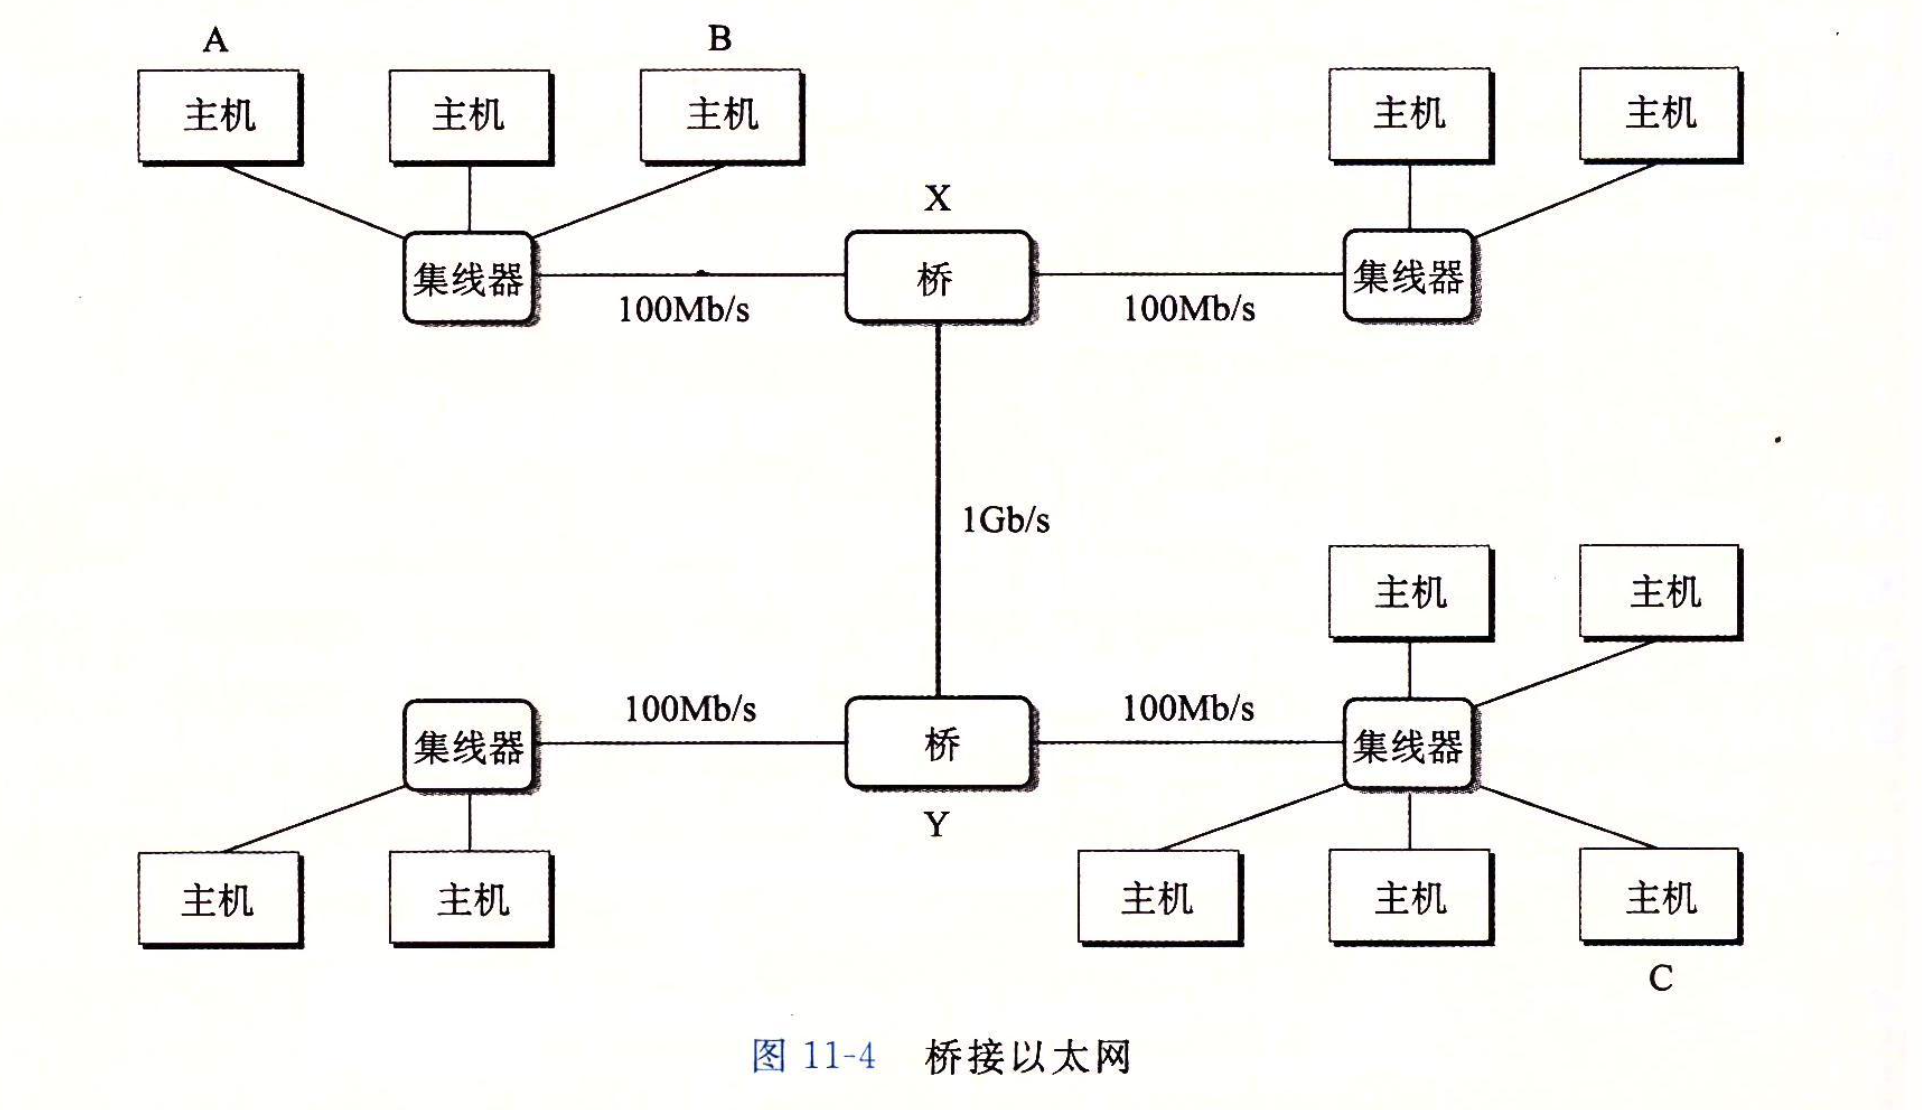 A
B
主机
主机
主机
主机
主机
X
集线器
桥
集线器
100Mb/s
100Mb/s
1Gb/s
主机
主机
100Mb/s
100Mb/s
集线器
桥
集线器
Y
主机
主机
主机
主机
主机
C
图 11-4 桥接以太网